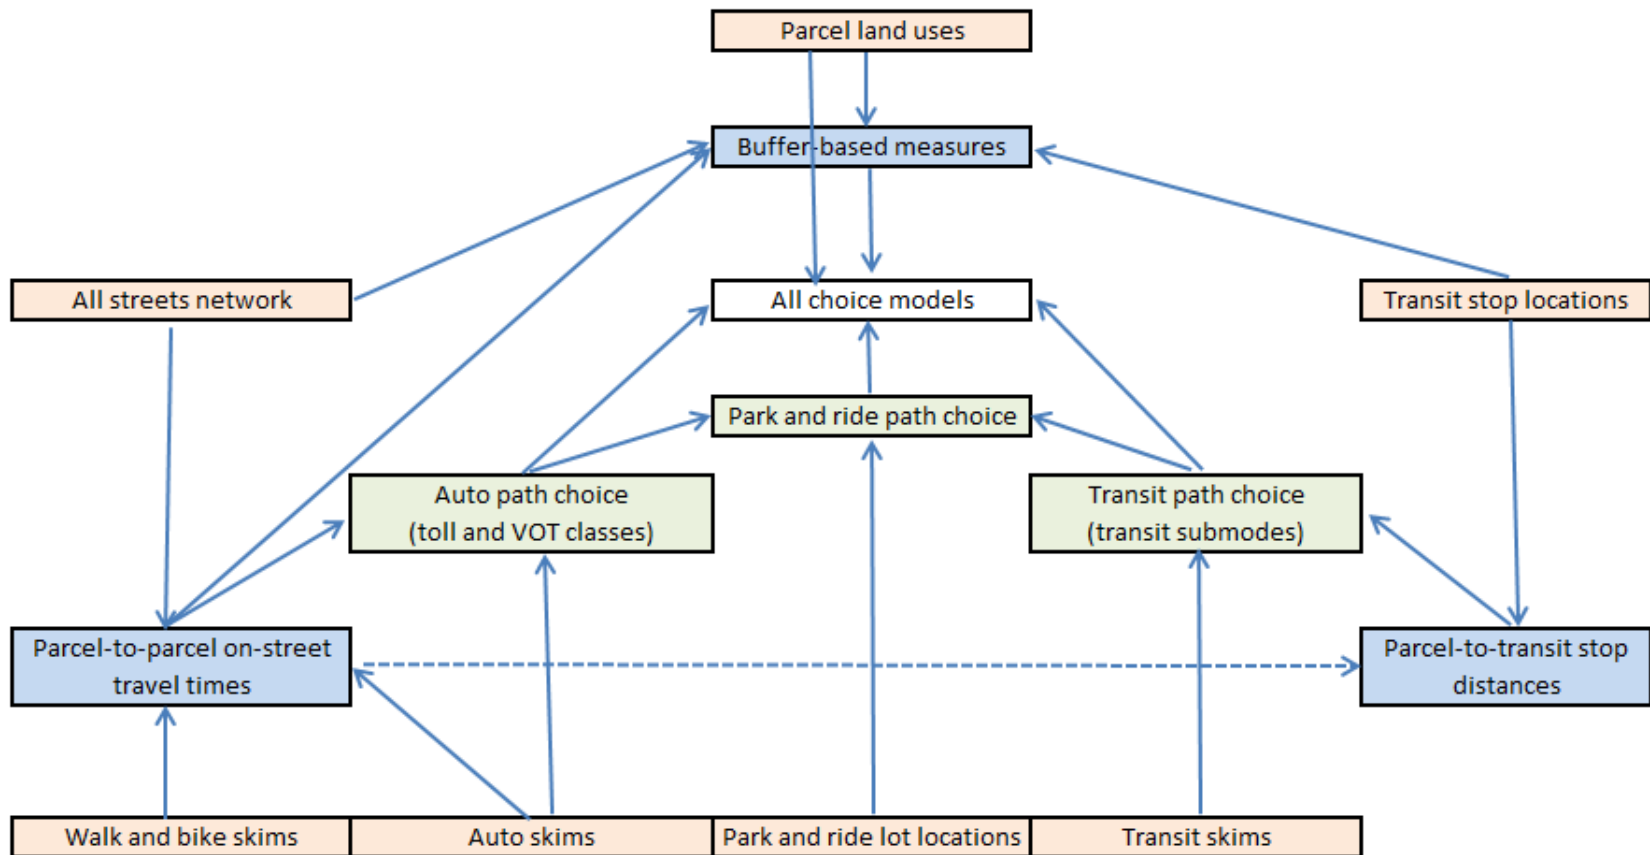 Parcel land uses
Buffer-based measures
All streets network
All choice models
Transit stop locations
Park and ride path choice
Auto path choice
(toll and VOT classes)
Transit path choice
(transit submodes)
Parcel-to-parcel on-street
travel times
Parcel-to-transit stop
distances
Walk and bike skims
Auto skims
Park and ride lot locations
Transit skims